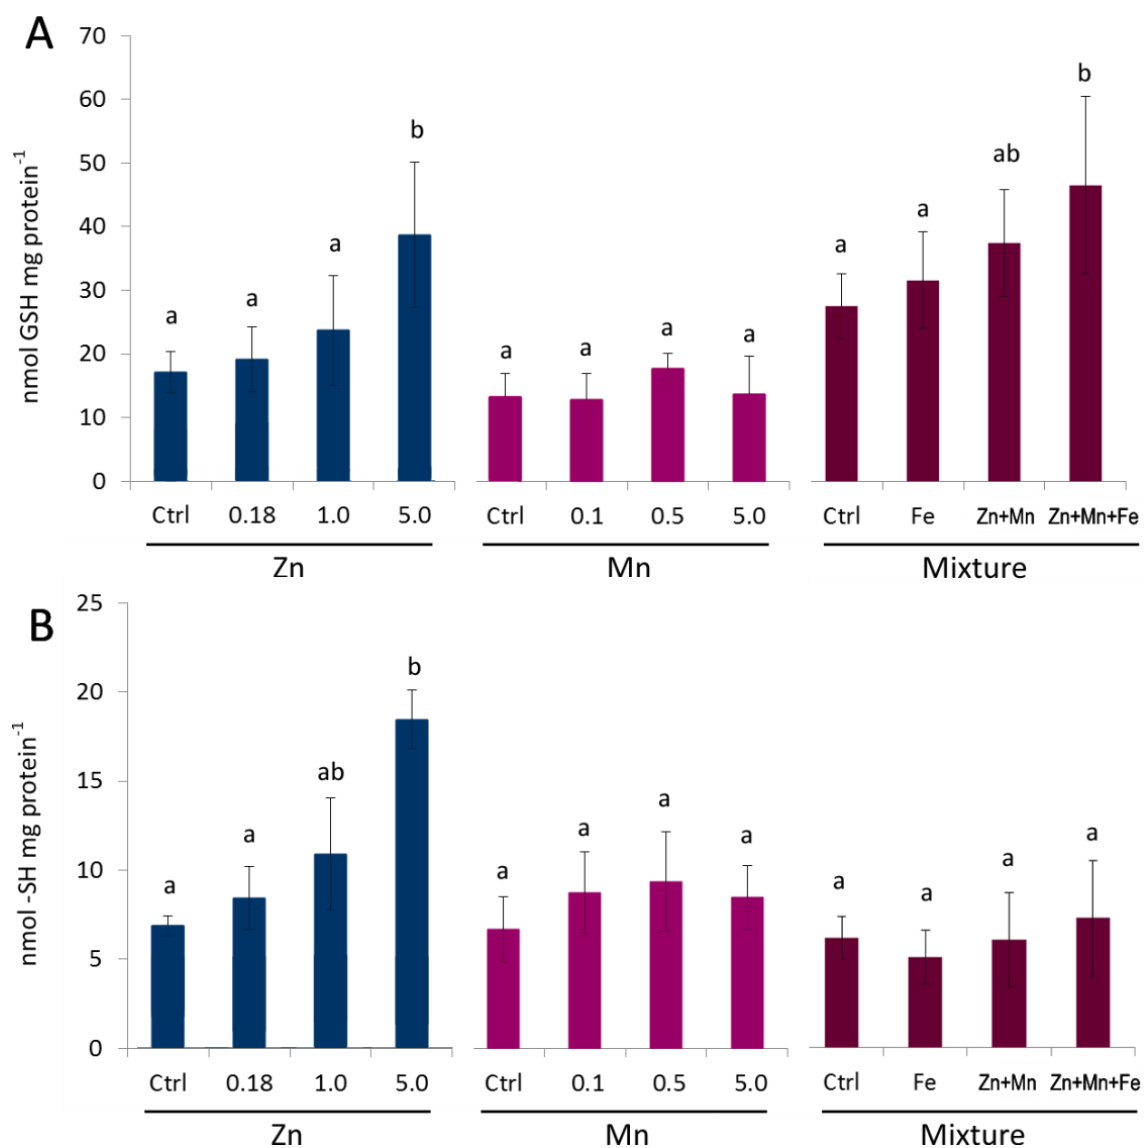 A
70
60
50
40
30
20
10
0
nmol GSH mg protein⁻¹
a a a b
a a a a
a a ab b
Ctrl 0.18 1.0 5.0 Ctrl 0.1 0.5 5.0 Ctrl Fe Zn+Mn Zn+Mn+Fe
Zn Mn Mixture
B
25
20
15
10
5
0
nmol -SH mg protein⁻¹
a a ab b
a a a a
a a a a
Ctrl 0.18 1.0 5.0 Ctrl 0.1 0.5 5.0 Ctrl Fe Zn+Mn Zn+Mn+Fe
Zn Mn Mixture